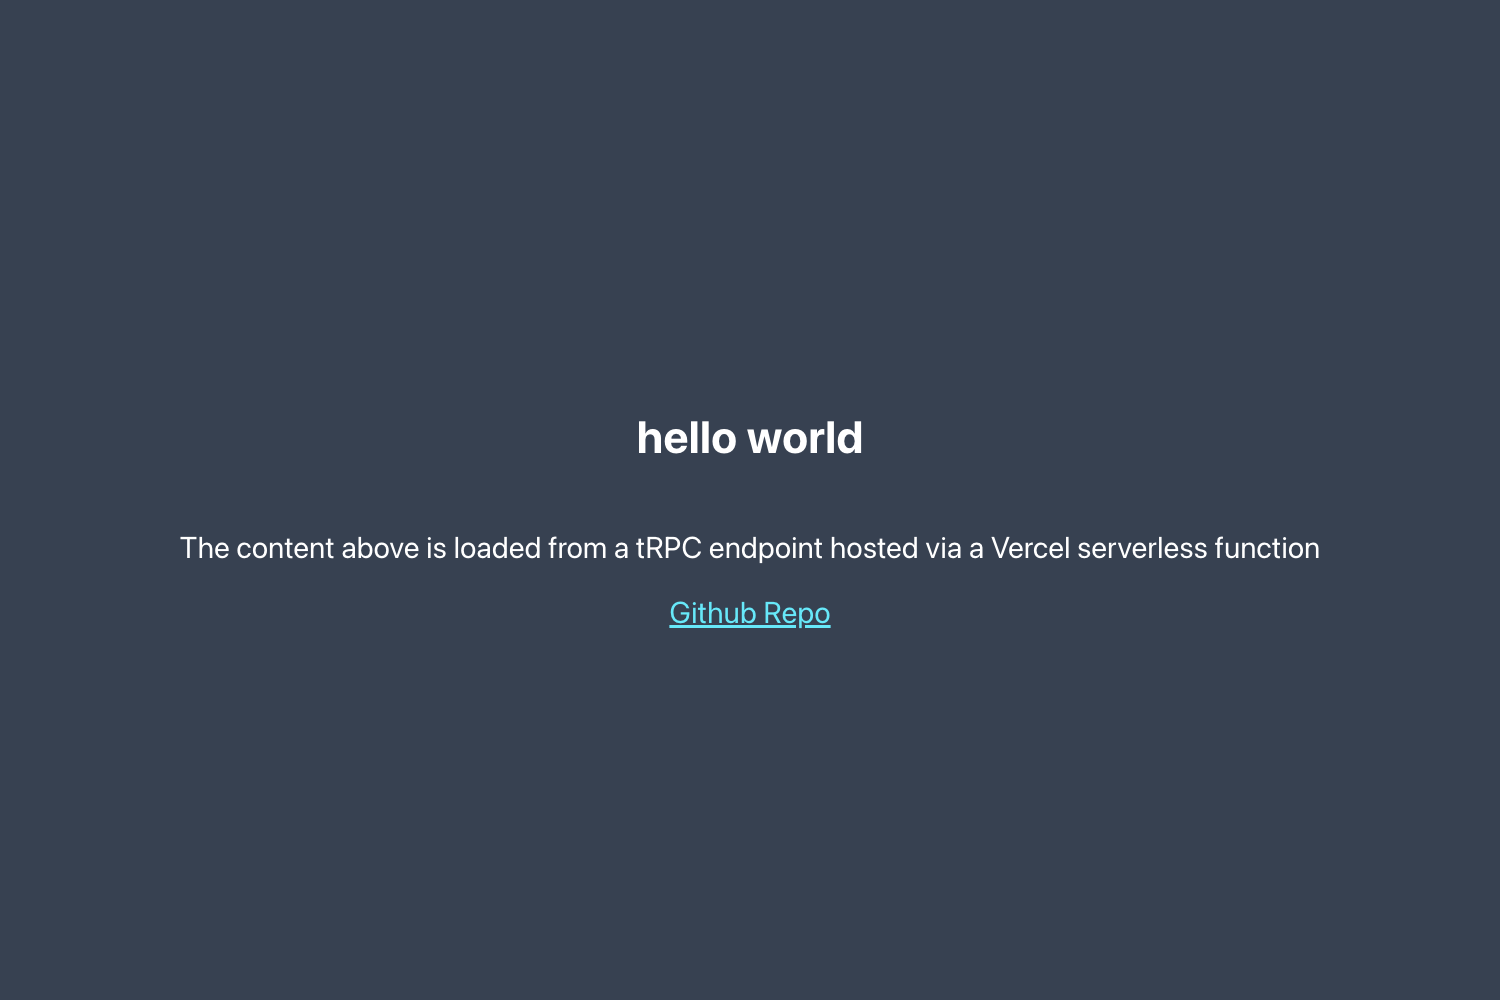 hello world
The content above is loaded from a tRPC endpoint hosted via a Vercel serverless function
Github Repo